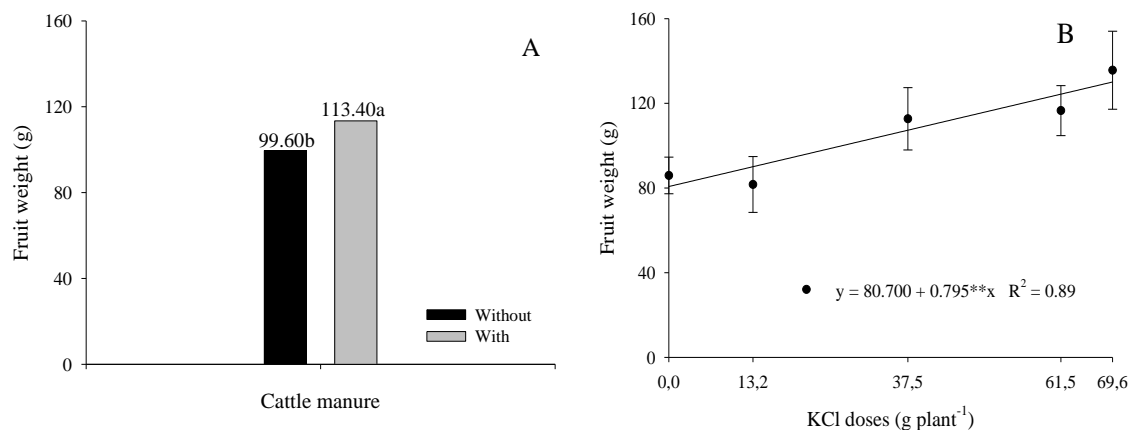 160
A
120
113.40a
99.60b
80
40
0
Fruit weight (g)
Without
With
Cattle manure
160
B
120
80
40
0
Fruit weight (g)
y = 80.700 + 0.795**x R² = 0.89
0,0 13,2 37,5 61,5 69,6
KCl doses (g plant⁻¹)